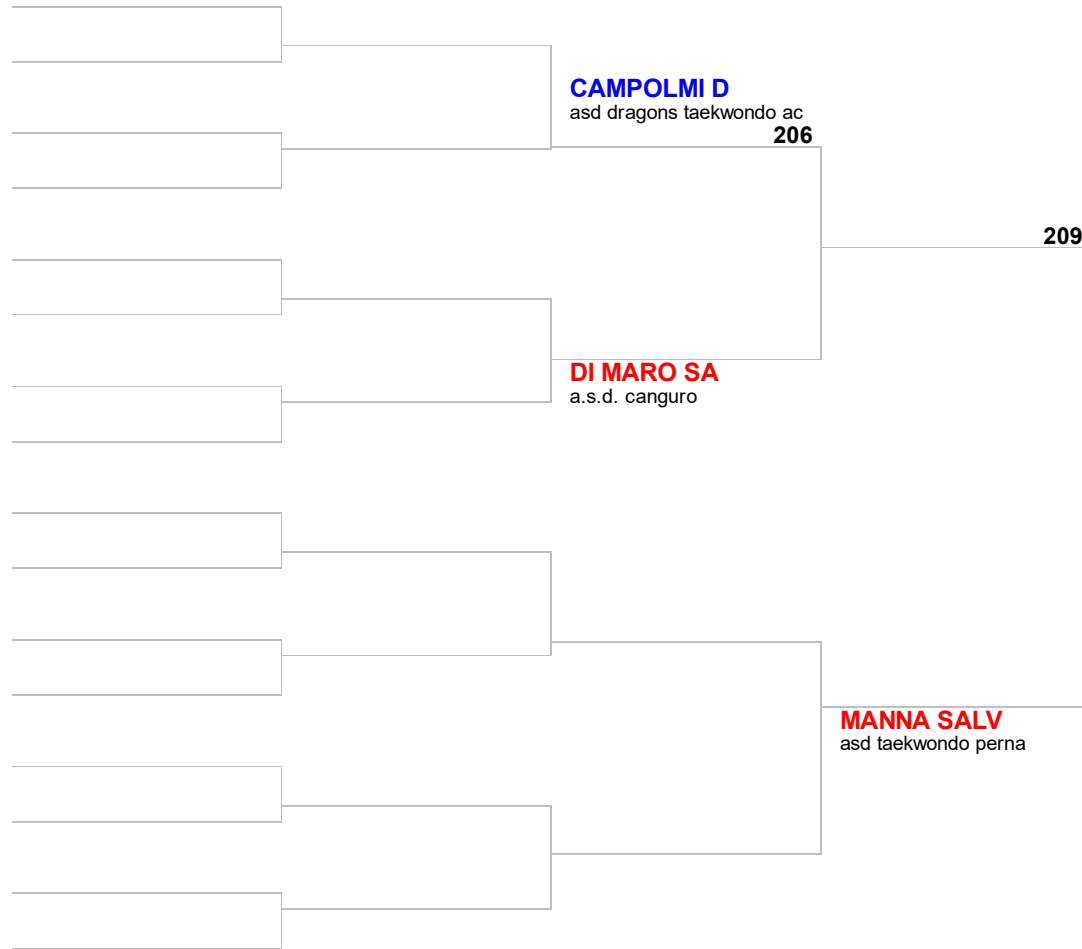 CAMPOLMI D
asd dragons taekwondo ac
206
209
DI MARO SA
a.s.d. canguro
MANNA SALV
asd taekwondo perna